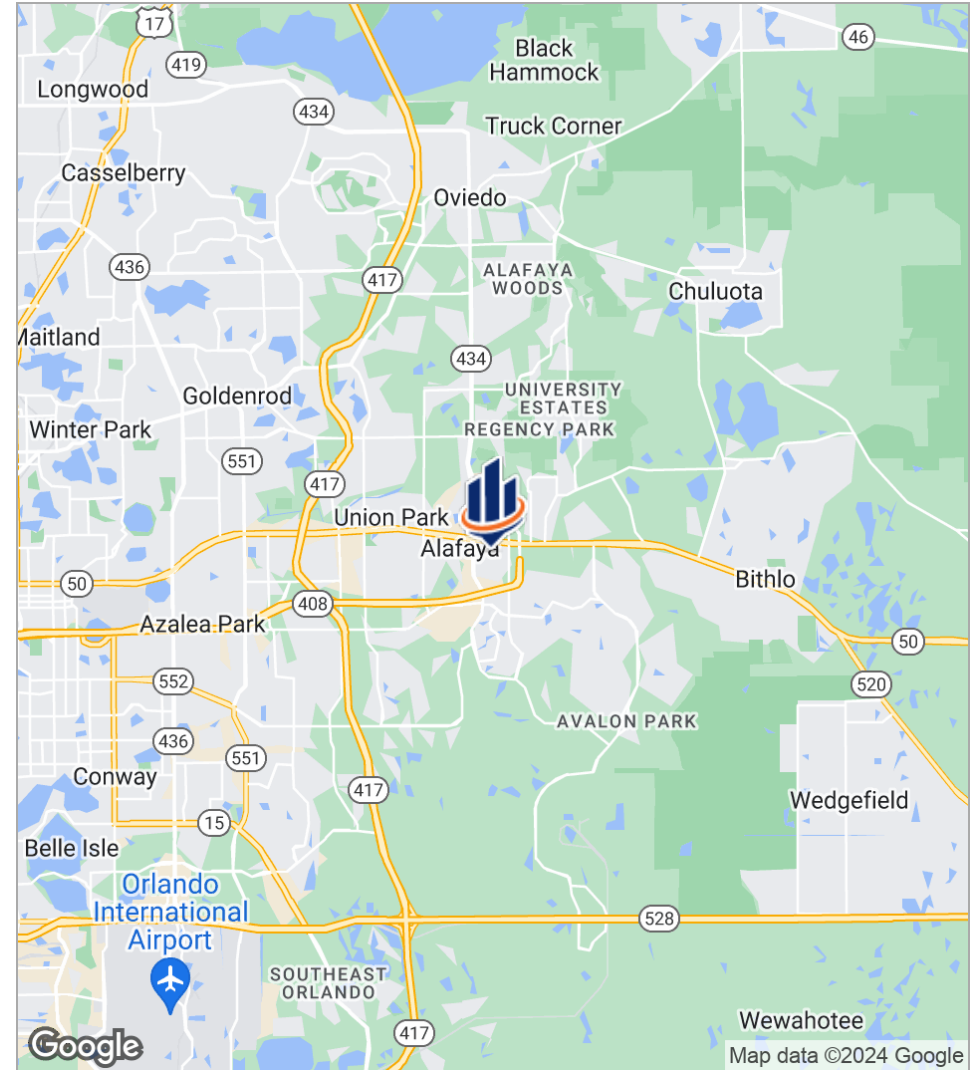 17
46
Black
Hammock
419
Longwood
434
Truck Corner
Casselberry
Oviedo
436
417
ALAFAYA
WOODS
Chuluota
Maitland
434
Goldenrod
UNIVERSITY
ESTATES
REGENCY PARK
Winter Park
551
417
Union Park
Alafaya
50
Bithlo
408
Azalea Park
50
552
520
436
AVALON PARK
551
Conway
417
Wedgefield
15
Belle Isle
Orlando
International
Airport
528
SOUTHEAST
ORLANDO
417
Wewahotee
Google
Map data ©2024 Google